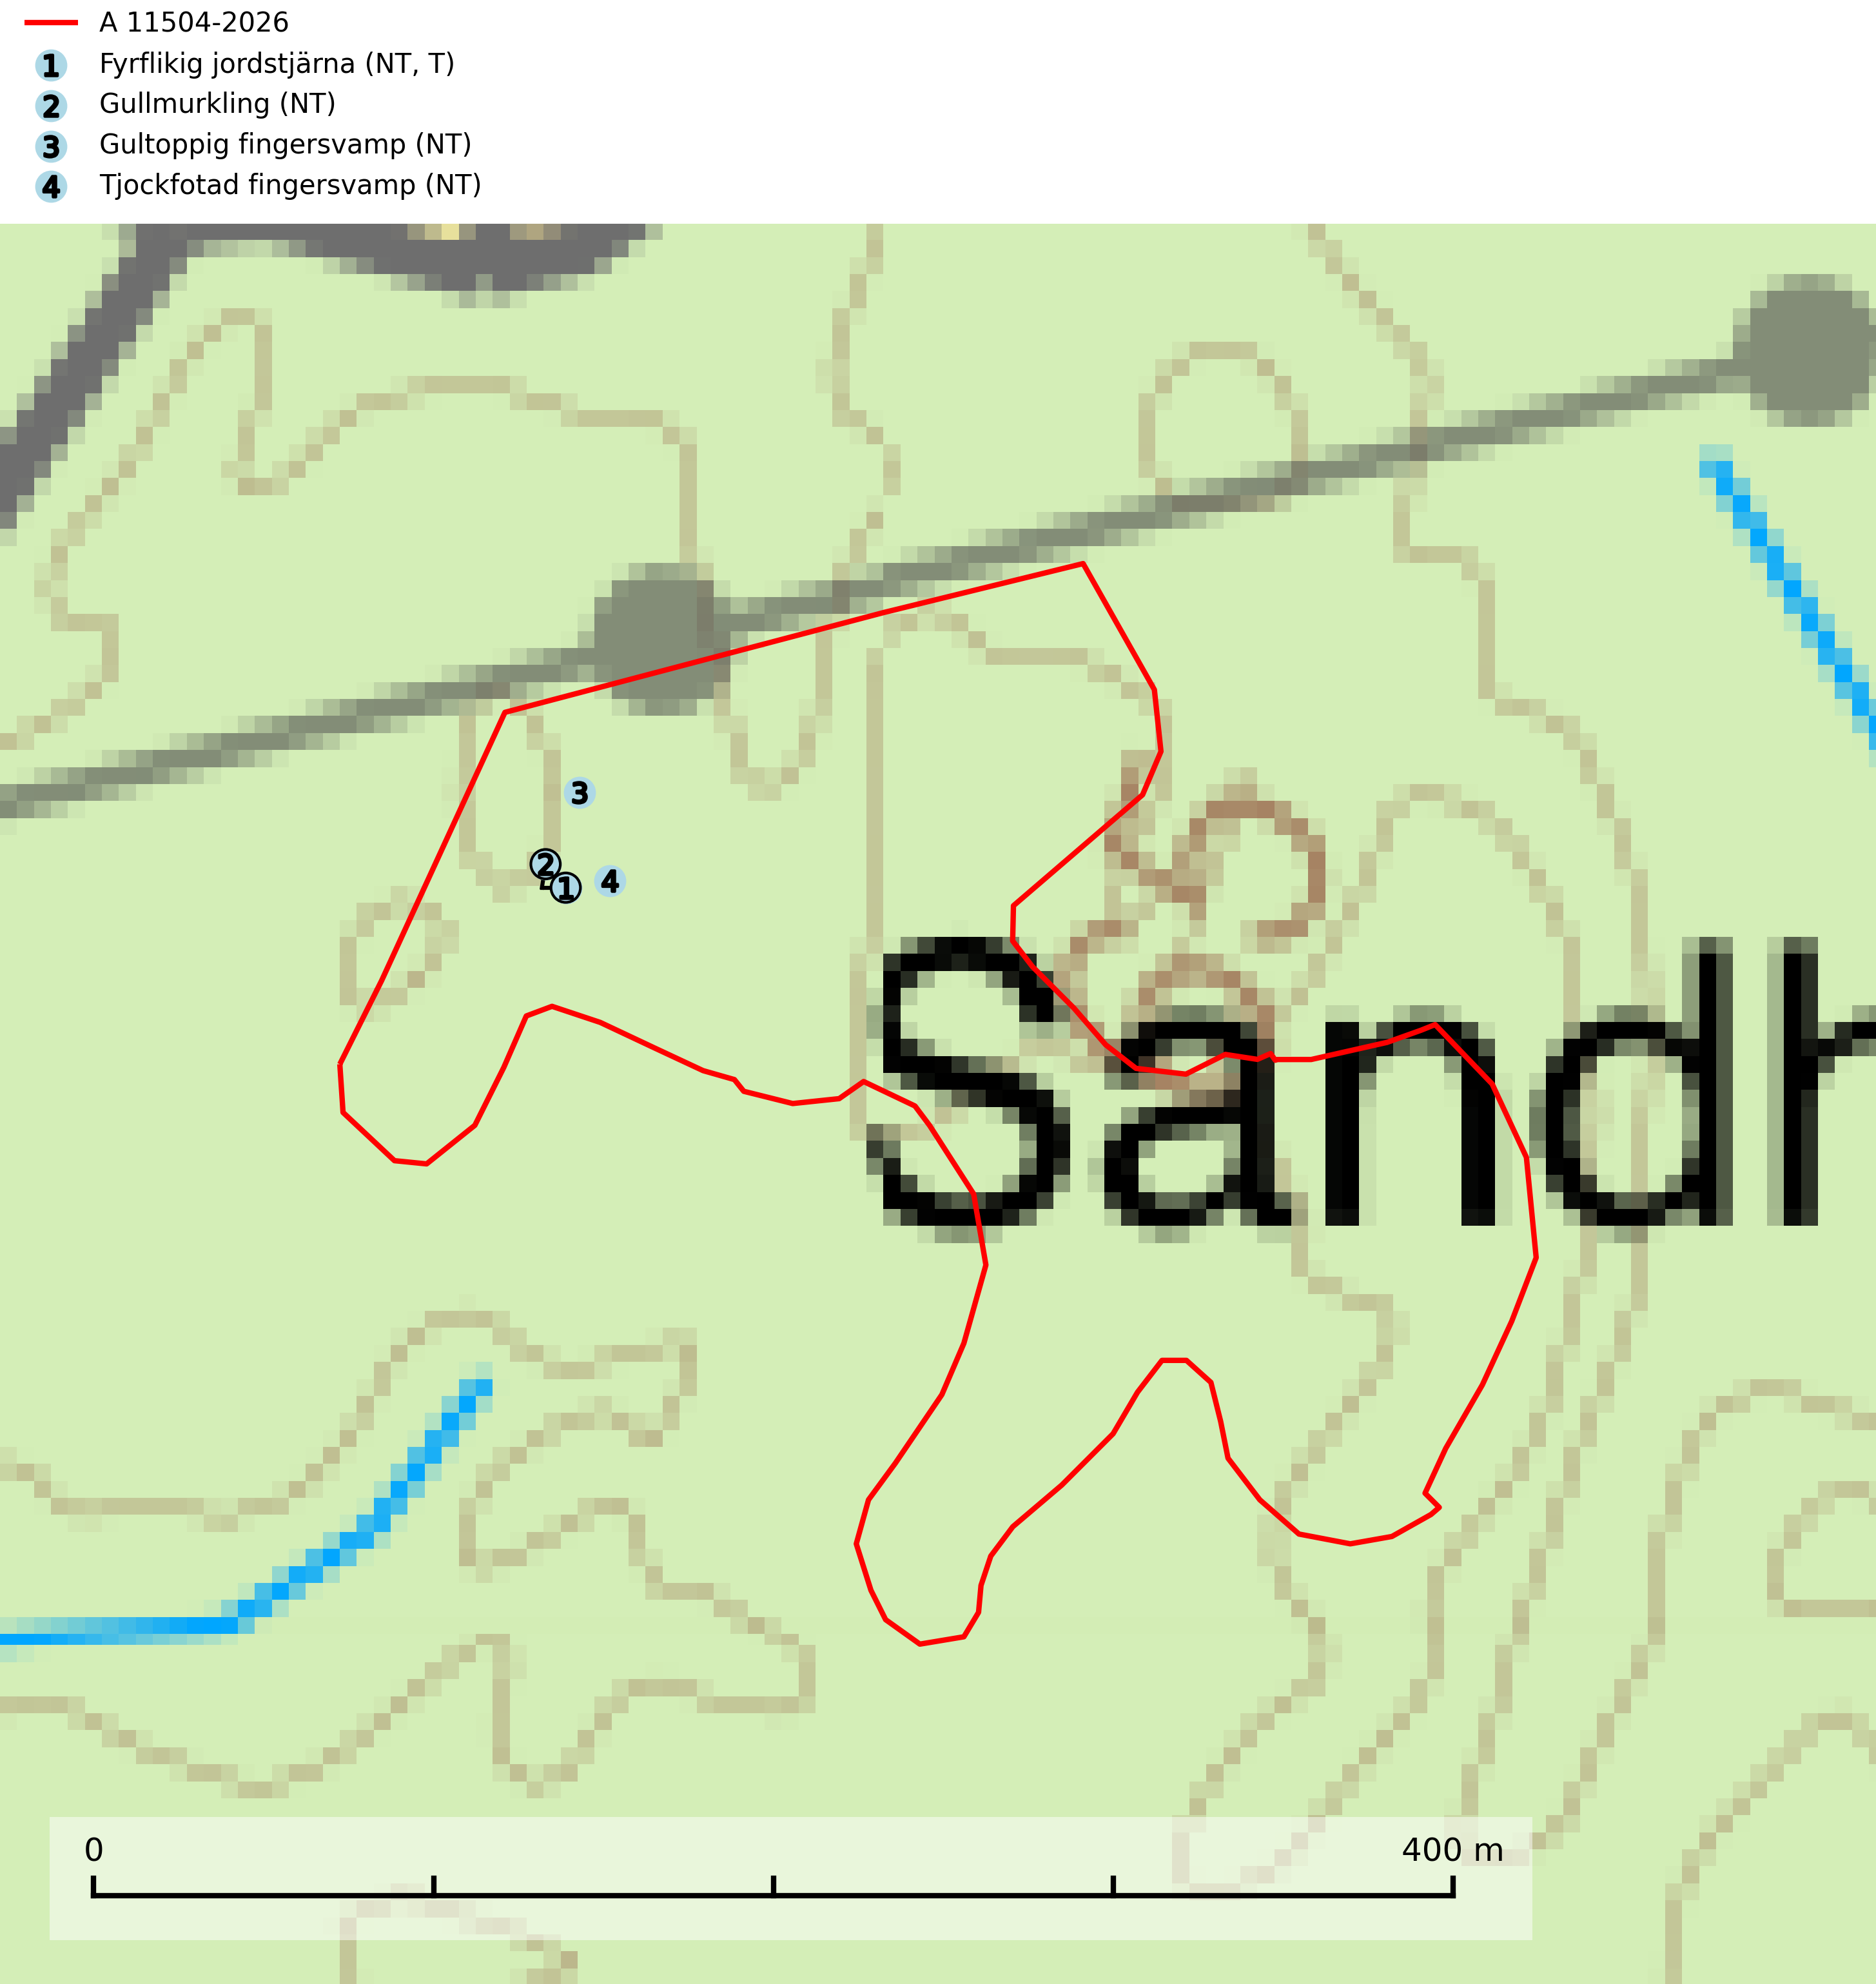 A 11504-2026
1 Fyrflikig jordstjärna (NT, T)
2 Gullmurkling (NT)
3 Gultoppig fingersvamp (NT)
4 Tjockfotad fingersvamp (NT)
3
2
1 4
0 400 m